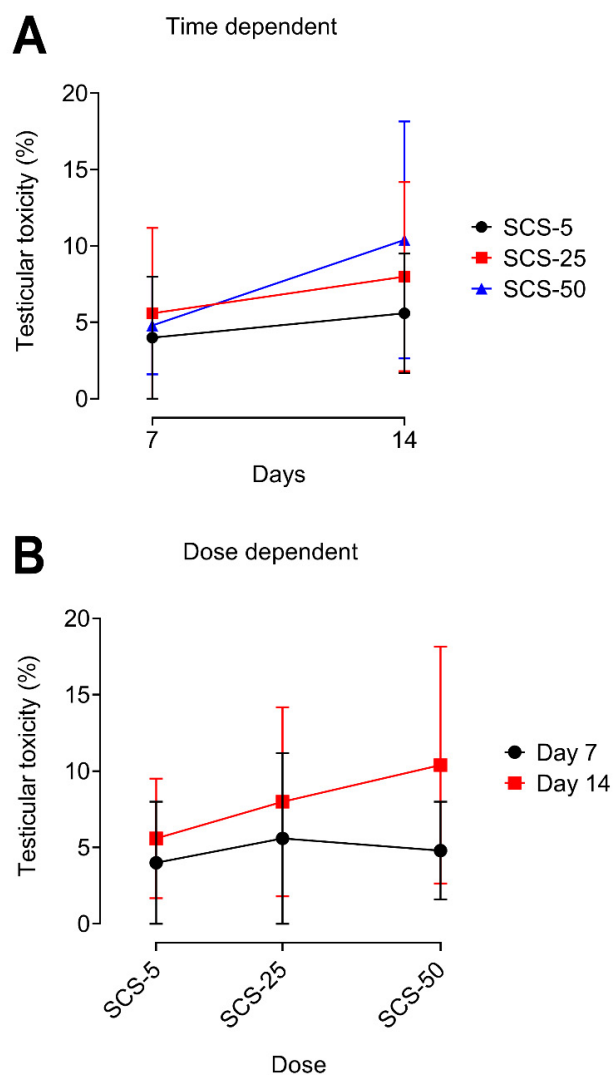 A
Time dependent
Testicular toxicity (%)
20
15
10
5
0
7
14
Days
SCS-5
SCS-25
SCS-50
B
Dose dependent
Testicular toxicity (%)
20
15
10
5
0
SCS-5
SCS-25
SCS-50
Dose
Day 7
Day 14